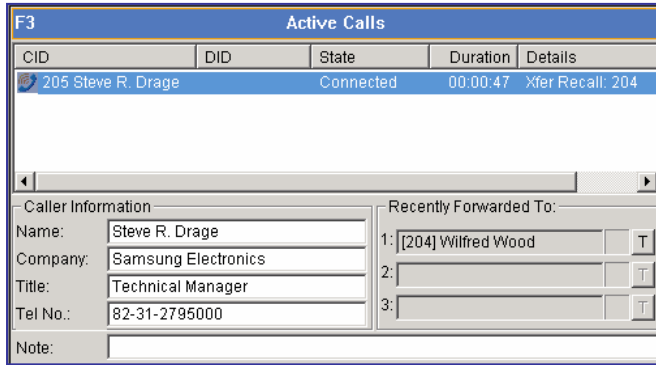 F3 Active Calls
CID DID State Duration Details
205 Steve R. Drage Connected 00:00:47 Xfer Recall: 204
Caller Information
Name: Steve R. Drage
Company: Samsung Electronics
Title: Technical Manager
Tel No.: 82-31-2795000
Recently Forwarded To:
1: [204] Wilfred Wood T
2: T
3: T
Note: